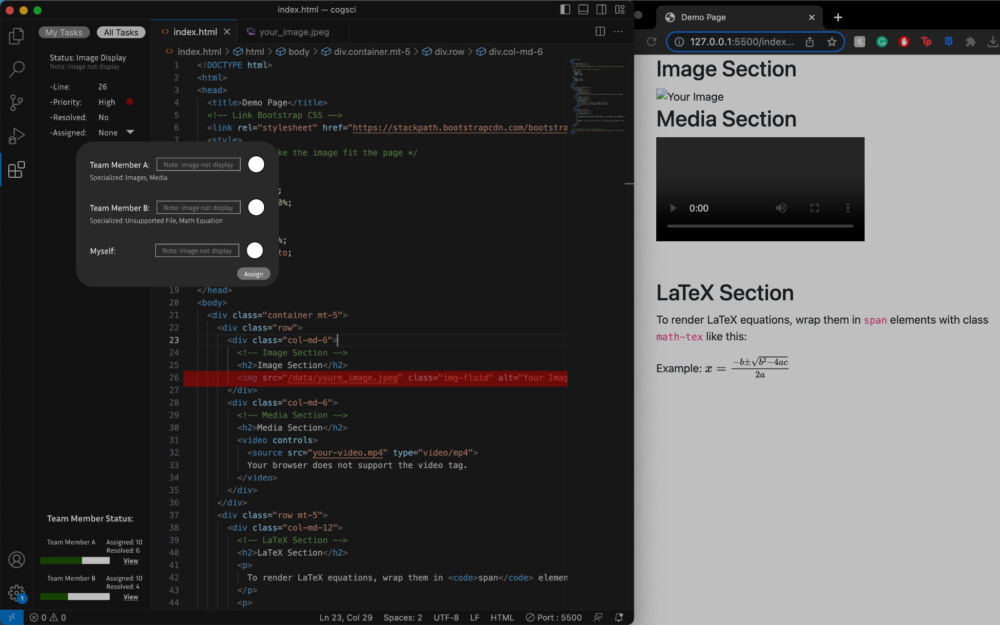 index.html — cogsci
My Tasks
All Tasks
Status: Image Display
Note: Image not display
-Line: 26
-Priority: High
-Resolved: No
-Assigned: None
Team Member A: Note: Image not display
Specialized: Images, Media
Team Member B: Note: Image not display
Specialized: Unsupported File, Math Equation
Myself: Note: Image not display
Assign
Team Member Status:
Team Member A Assigned: 10
Resolved: 6
View
Team Member B Assigned: 10
Resolved: 4
View
1
index.html
your_image.jpeg
index.html > html > body > div.container.mt-5 > div.row > div.col-md-6
1 <!DOCTYPE html>
2 <html>
3 <head>
4 <title>Demo Page</title>
5 <!-- Link Bootstrap CSS -->
6 <link rel="stylesheet" href="https://stackpath.bootstrapcdn.com/bootstra
7 <style>
ke the image fit the page */
;
0%;
%;
to;
19 </head>
20 <body>
21 <div class="container mt-5">
22 <div class="row">
23 <div class="col-md-6">
24 <!-- Image Section -->
25 <h2>Image Section</h2>
26 <img src="/data/youre_image.jpeg" class="img-fluid" alt="Your Imag
27 </div>
28 <div class="col-md-6">
29 <!-- Media Section -->
30 <h2>Media Section</h2>
31 <video controls>
32 <source src="your-video.mp4" type="video/mp4">
33 Your browser does not support the video tag.
34 </video>
35 </div>
36 </div>
37 <div class="row mt-5">
38 <div class="col-md-12">
39 <!-- LaTeX Section -->
40 <h2>LaTeX Section</h2>
41 <p>
42 To render LaTeX equations, wrap them in <code>span</code> elemen
43 </p>
44 <p>
0 0
Ln 23, Col 29
Spaces: 2
UTF-8
LF
HTML
Port : 5500
Demo Page
127.0.0.1:5500/index...
Image Section
Your Image
Media Section
0:00
LaTeX Section
To render LaTeX equations, wrap them in span elements with class
math-tex like this:
Example: x = (-b±√(b²-4ac))/(2a)